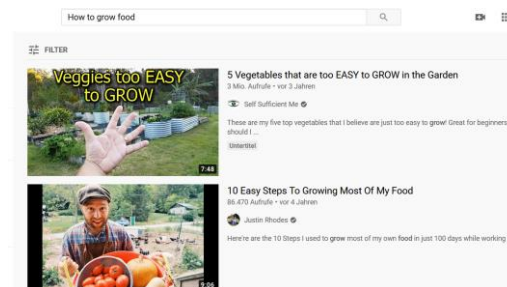 How to grow food
FILTER
Veggies too EASY
to GROW
7:48
5 Vegetables that are too EASY to GROW in the Garden
3 Mio. Aufrufe • vor 3 Jahren
Self Sufficient Me
These are my five top vegetables that I believe are just too easy to grow! Great for beginners
should I ...
Untertitel
9:06
10 Easy Steps To Growing Most Of My Food
86.470 Aufrufe • vor 4 Jahren
Justin Rhodes
Here're are the 10 Steps I used to grow most of my own food in just 100 days while working